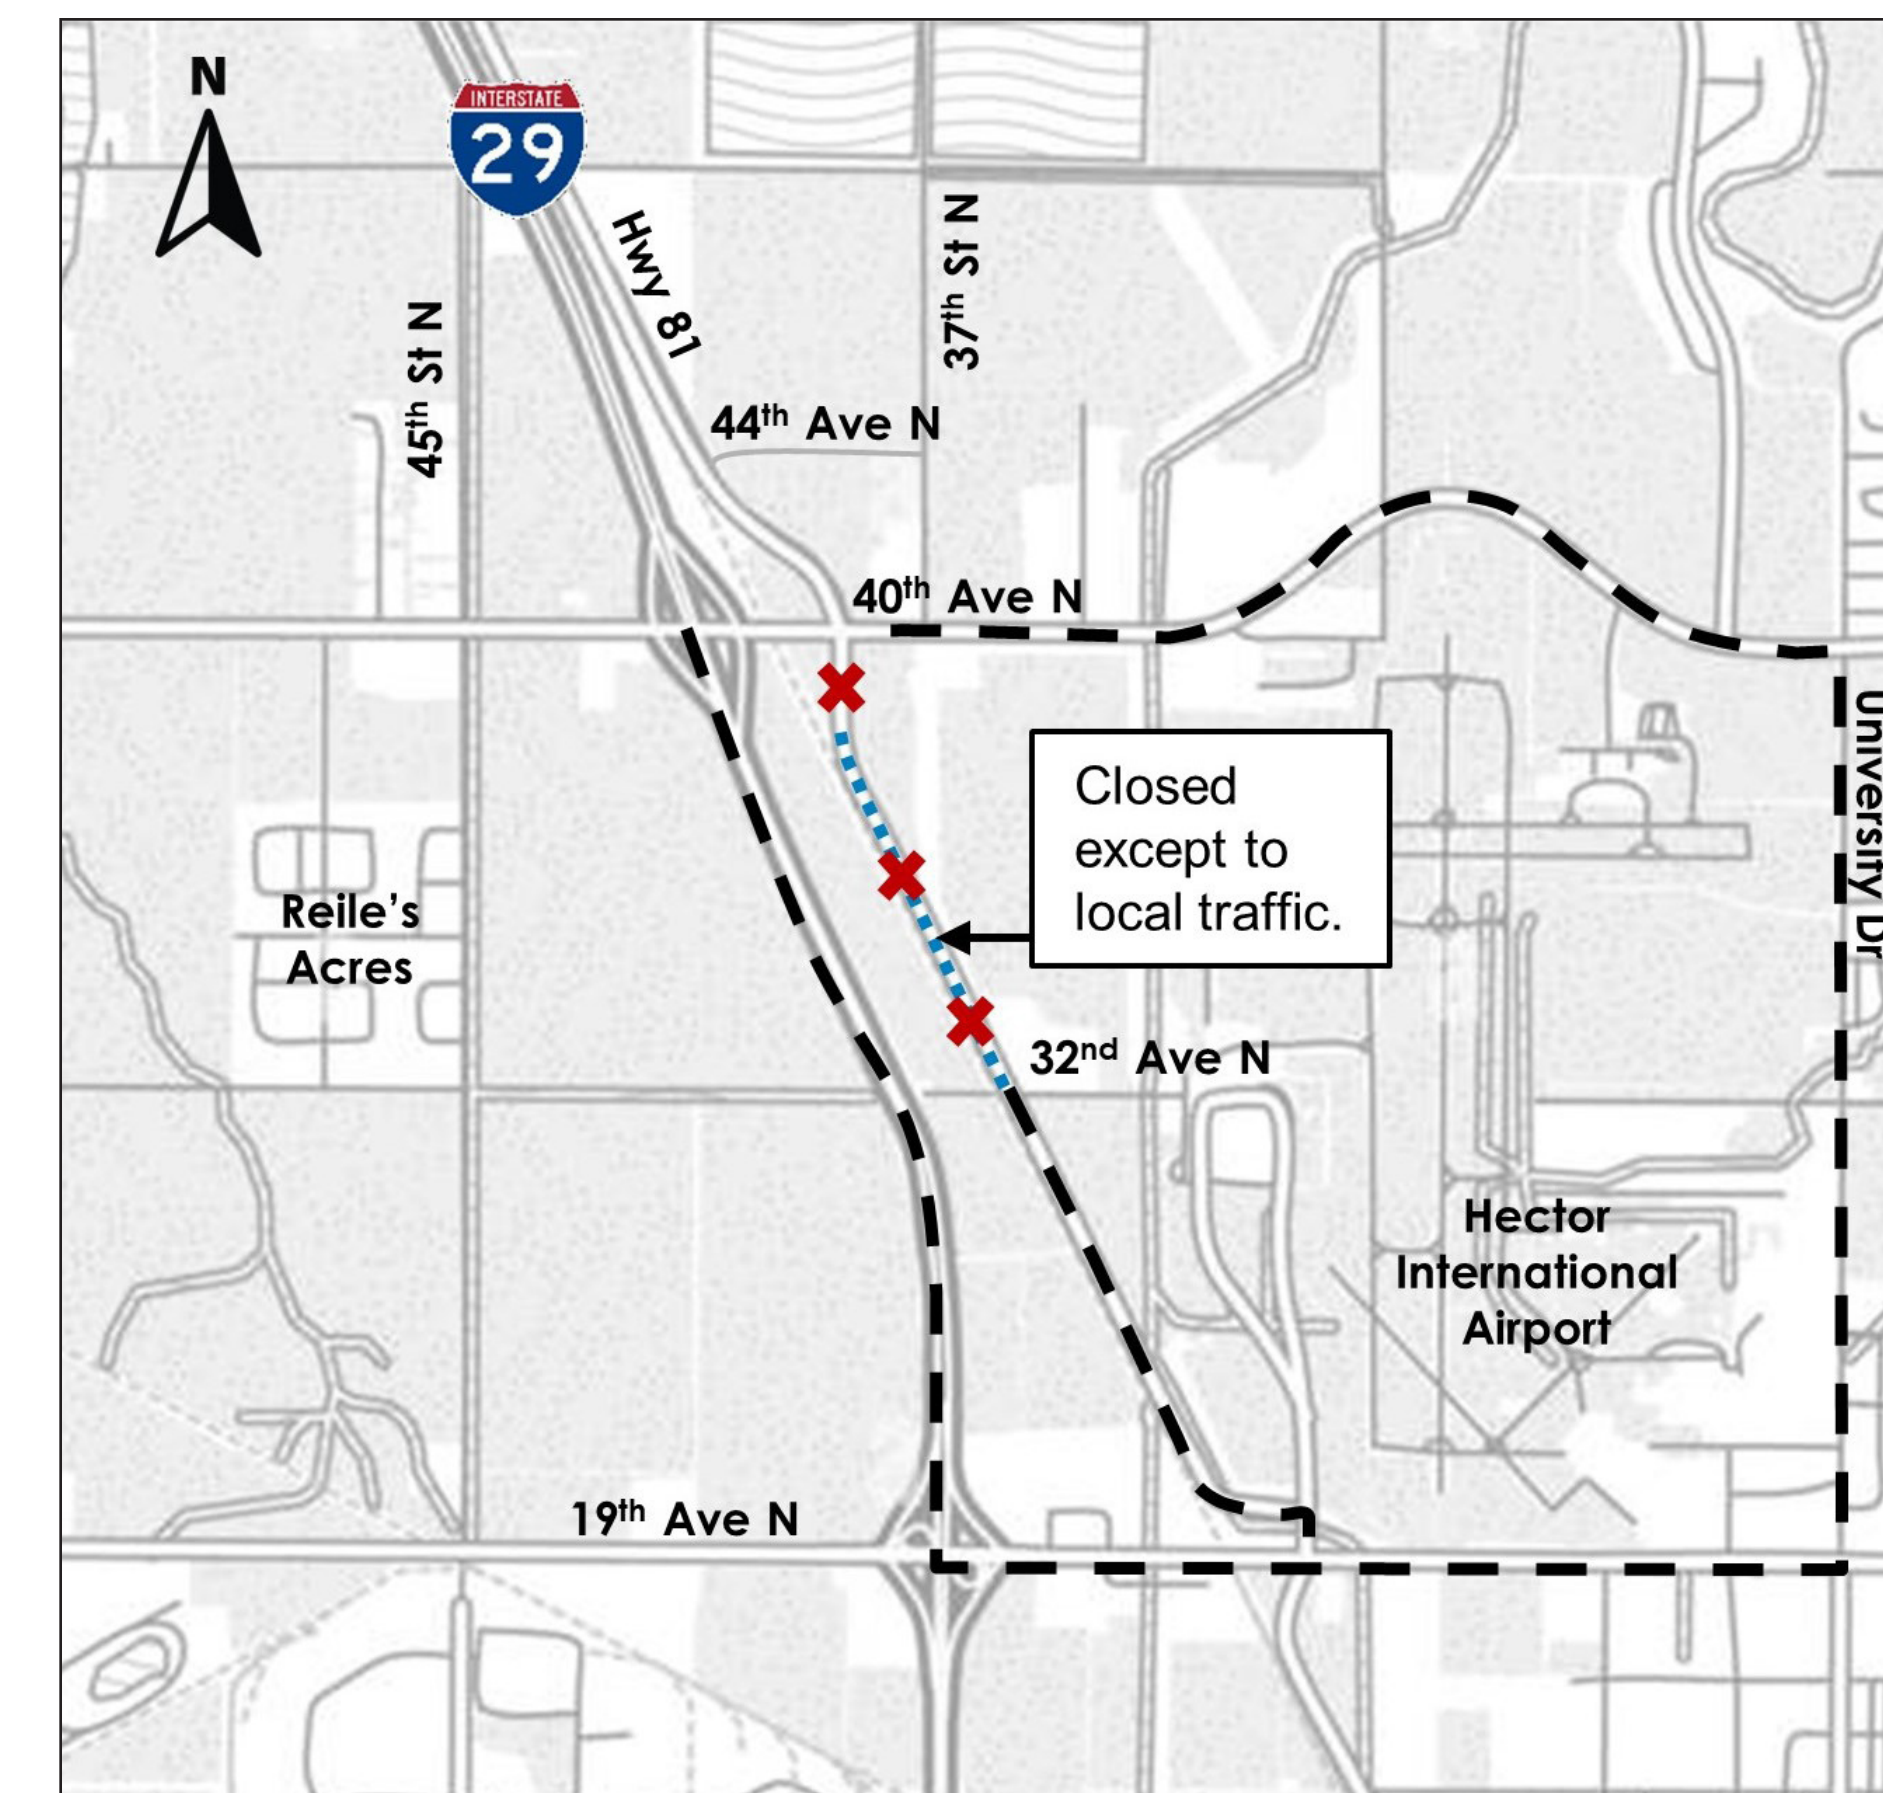 N
INTERSTATE
29
Hwy 81
37th St N
45th St N
44th Ave N
40th Ave N
University Dr
Closed
except to
local traffic.
Reile's
Acres
32nd Ave N
Hector
International
Airport
19th Ave N